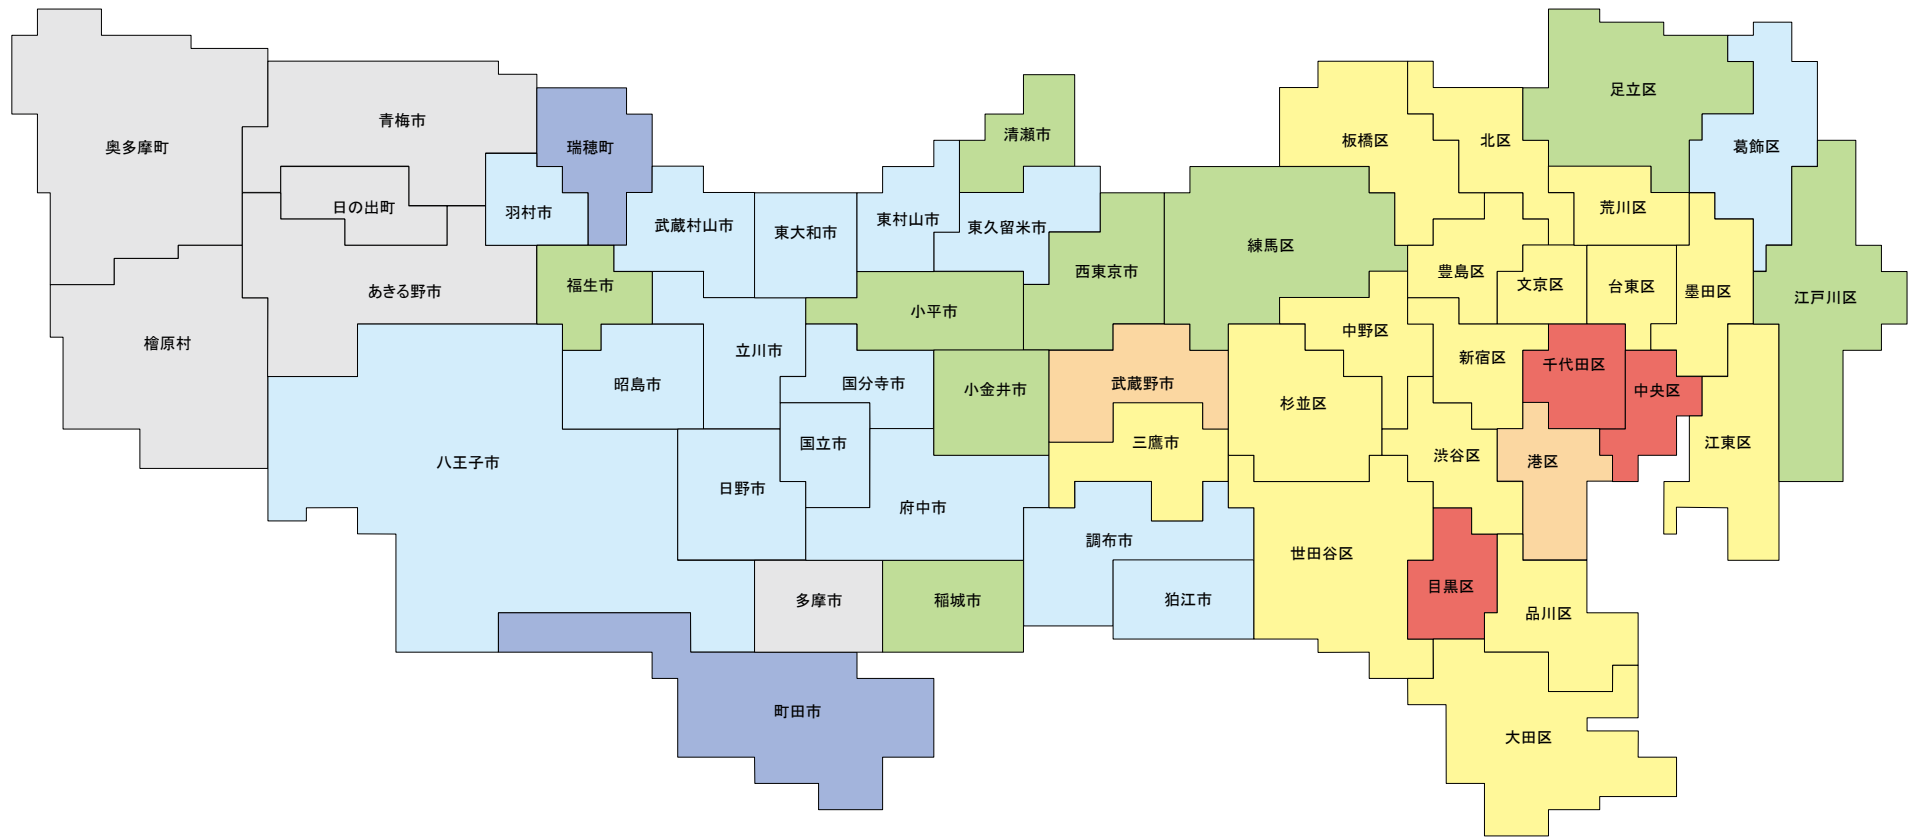 足立区
青梅市
清瀬市
板橋区
北区
奥多摩町
瑞穂町
葛飾区
日の出町
羽村市
武蔵村山市
東大和市
東村山市
東久留米市
荒川区
練馬区
あきる野市
福生市
西東京市
豊島区
文京区
台東区
墨田区
江戸川区
小平市
檜原村
立川市
中野区
新宿区
千代田区
昭島市
国分寺市
小金井市
武蔵野市
杉並区
中央区
八王子市
国立市
三鷹市
渋谷区
港区
江東区
日野市
府中市
調布市
世田谷区
多摩市
稲城市
狛江市
目黒区
品川区
町田市
大田区